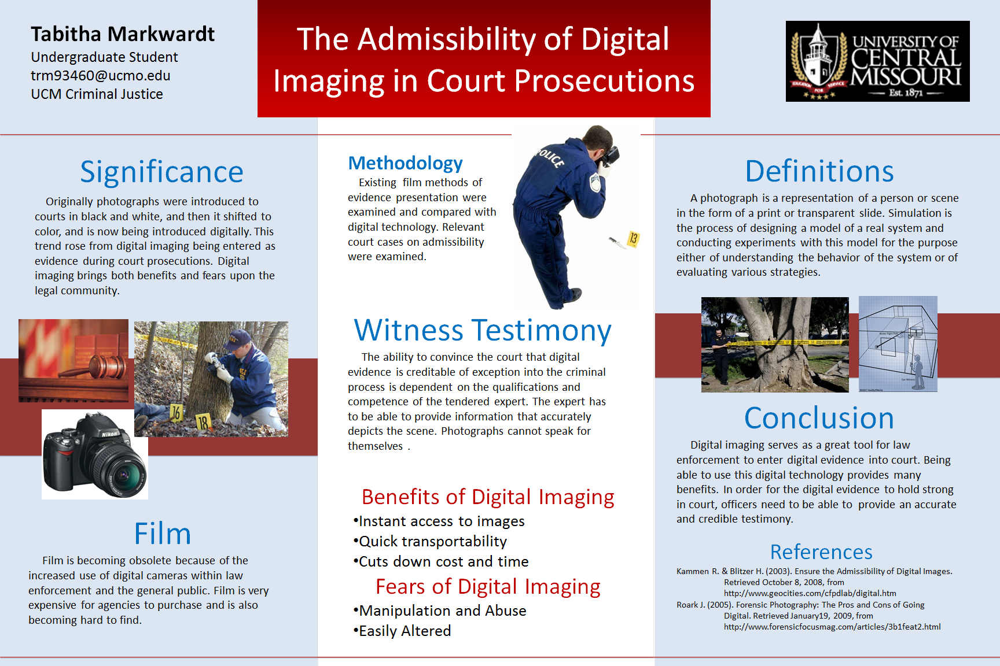 Tabitha Markwardt
Undergraduate Student
trm93460@ucmo.edu
UCM Criminal Justice
The Admissibility of Digital
Imaging in Court Prosecutions
UNIVERSITY OF
CENTRAL
MISSOURI
Est. 1871
EDUCATION FOR SERVICE
Significance
Originally photographs were introduced to
courts in black and white, and then it shifted to
color, and is now being introduced digitally. This
trend rose from digital imaging being entered as
evidence during court prosecutions. Digital
imaging brings both benefits and fears upon the
legal community.
16
18
Nikon
Film
Film is becoming obsolete because of the
increased use of digital cameras within law
enforcement and the general public. Film is very
expensive for agencies to purchase and is also
becoming hard to find.
Methodology
Existing film methods of
evidence presentation were
examined and compared with
digital technology. Relevant
court cases on admissibility
were examined.
POLICE
13
Witness Testimony
The ability to convince the court that digital
evidence is creditable of exception into the criminal
process is dependent on the qualifications and
competence of the tendered expert. The expert has
to be able to provide information that accurately
depicts the scene. Photographs cannot speak for
themselves .
Benefits of Digital Imaging
•Instant access to images
•Quick transportability
•Cuts down cost and time
Fears of Digital Imaging
•Manipulation and Abuse
•Easily Altered
Definitions
A photograph is a representation of a person or scene
in the form of a print or transparent slide. Simulation is
the process of designing a model of a real system and
conducting experiments with this model for the purpose
either of understanding the behavior of the system or of
evaluating various strategies.
Bullet Flight Path
Eye Witness
©2007 HowStuffWorks
Conclusion
Digital imaging serves as a great tool for law
enforcement to enter digital evidence into court. Being
able to use this digital technology provides many
benefits. In order for the digital evidence to hold strong
in court, officers need to be able to provide an accurate
and credible testimony.
References
Kammen R. & Blitzer H. (2003). Ensure the Admissibility of Digital Images.
Retrieved October 8, 2008, from
http://www.geocities.com/cfpdlab/digital.htm
Roark J. (2005). Forensic Photography: The Pros and Cons of Going
Digital. Retrieved January19, 2009, from
http://www.forensicfocusmag.com/articles/3b1feat2.html